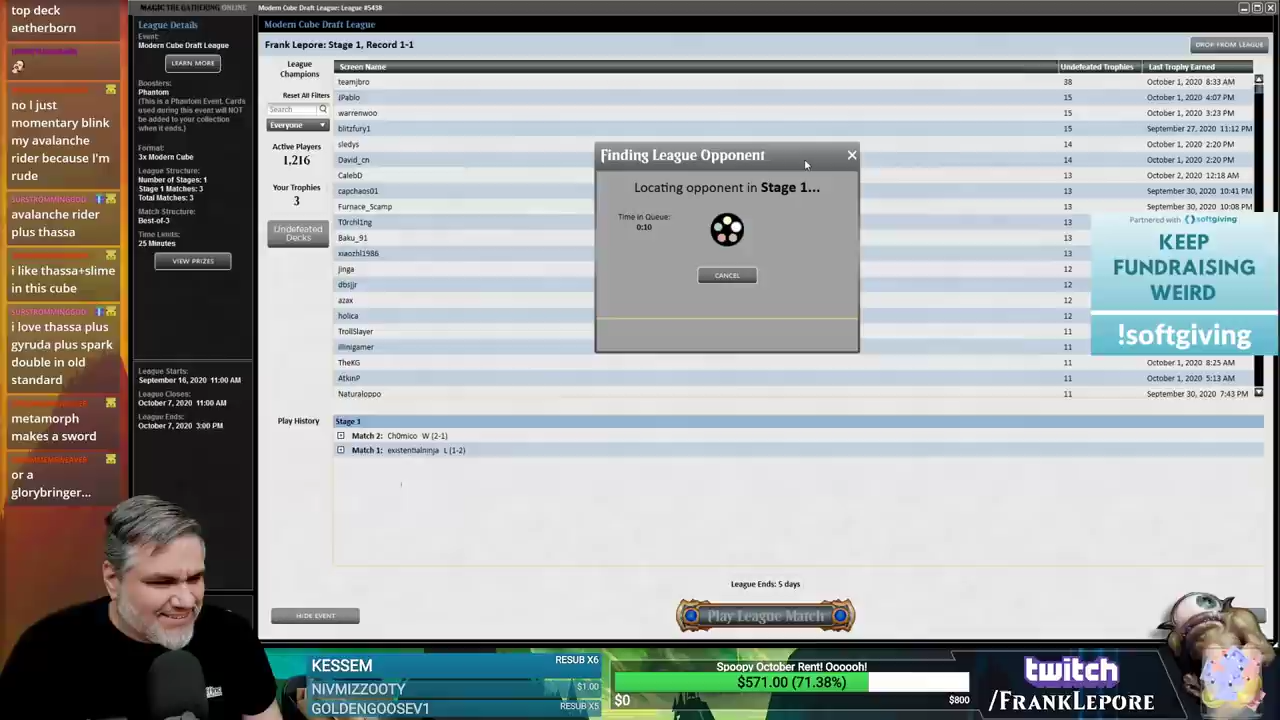 top deck
aetherborn
no I just
momentary blink
my avalanche
rider because I'm
rude
SURSTROMMINGGOD
avalanche rider
plus thassa
i like thassa+slime
in this cube
SURSTROMMINGGOD
i love thassa plus
gyruda plus spark
double in old
standard
metamorph
makes a sword
or a
glorybringer...
MAGIC THE GATHERING ONLINE
Modern Cube Draft League: League #5438
League Details
Event:
Modern Cube Draft League
LEARN MORE
Boosters:
Phantom
(This is a Phantom Event. Cards
used during this event will NOT
be added to your collection
when it ends.)
Format:
3x Modern Cube
League Structure:
Number of Stages: 1
Stage 1 Matches: 3
Total Matches: 3
Match Structure:
Best-of-3
Time Limits:
25 Minutes
VIEW PRIZES
League Starts:
September 16, 2020 11:00 AM
League Closes:
October 7, 2020 11:00 AM
League Ends:
October 7, 2020 3:00 PM
Modern Cube Draft League
Frank Lepore: Stage 1, Record 1-1
DROP FROM LEAGUE
League
Champions
Reset All Filters
Search
Everyone
Active Players
1,216
Your Trophies
3
Undefeated
Decks
Screen Name Undefeated Trophies Last Trophy Earned
teamjbro 38 October 1, 2020 8:33 AM
JPablo 15 October 1, 2020 4:07 PM
warrenwoo 15 October 1, 2020 3:23 PM
blitzfury1 15 September 27, 2020 11:12 PM
sledys 14 October 1, 2020 2:20 PM
David_cn 14 October 1, 2020 2:20 PM
CalebD 13 October 2, 2020 12:18 AM
capchaos01 13 September 30, 2020 10:41 PM
Furnace_Scamp 13 September 30, 2020 10:08 PM
T0rchl1ng 13
Baku_91 13
xiaozhl1986 13
Jinga 12
dbsjjr 12
azax 12
holica 12
TrollSlayer 11
illinigamer 11
TheKG 11 October 1, 2020 8:25 AM
AtkinP 11 October 1, 2020 5:13 AM
Naturaloppo 11 September 30, 2020 7:43 PM
Finding League Opponent
Locating opponent in Stage 1...
Time in Queue:
0:10
CANCEL
Partnered with softgiving
KEEP
FUNDRAISING
WEIRD
!softgiving
Play History
Stage 1
Match 2: Ch0mico W (2-1)
Match 1: existentialninja L (1-2)
League Ends: 5 days
HIDE EVENT
Play League Match
KESSEM RESUB X6
NIVMIZZOOTY $1.00
GOLDENGOOSEV1 RESUB X5
Spoopy October Rent! Oooooh!
$571.00 (71.38%)
$0 $800
twitch
/FRANKLEPORE